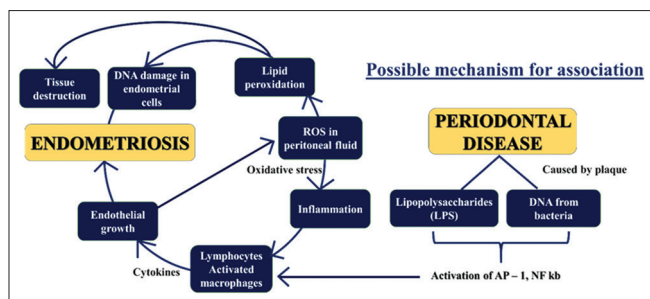 Possible mechanism for association
Lipid
peroxidation
Tissue
destruction
DNA damage in
endometrial
cells
ENDOMETRIOSIS
ROS in
peritoneal fluid
Oxidative stress
Inflammation
Endothelial
growth
Cytokines
Lymphocytes
Activated
macrophages
PERIODONTAL
DISEASE
Caused by plaque
Lipopolysaccharides
(LPS)
DNA from
bacteria
Activation of AP – 1, NF kb